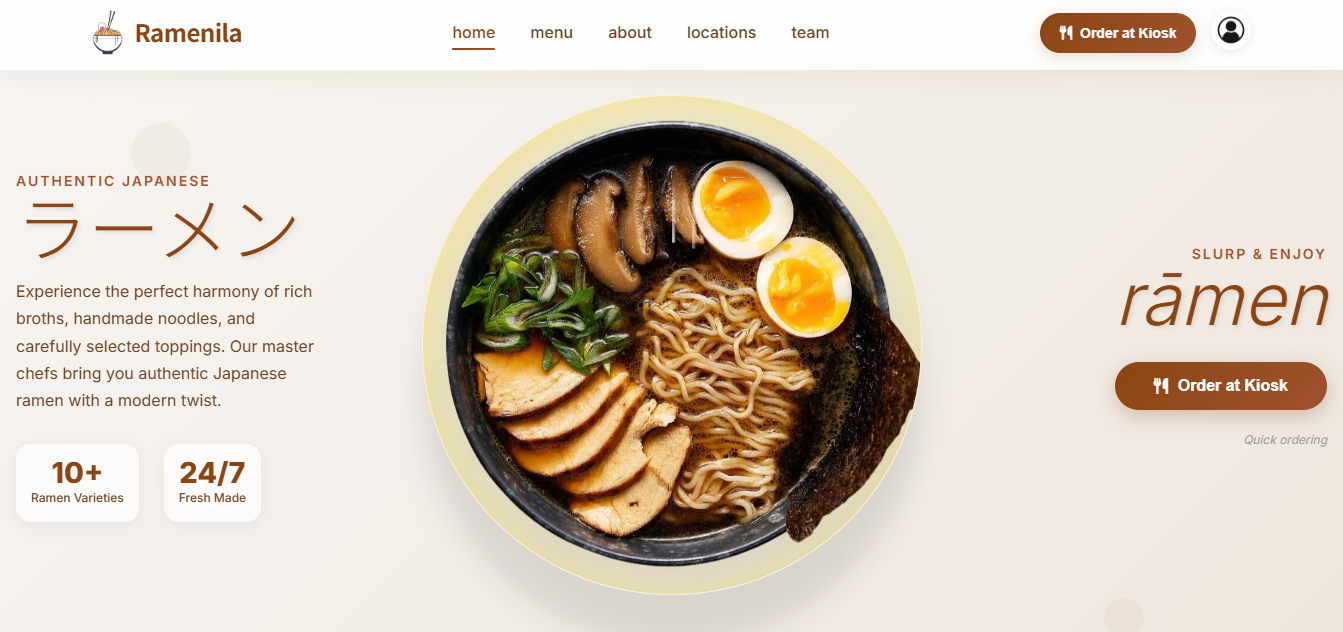 Ramenila
home
menu
about
locations
team
Order at Kiosk
AUTHENTIC JAPANESE
ラーメン
Experience the perfect harmony of rich
broths, handmade noodles, and
carefully selected toppings. Our master
chefs bring you authentic Japanese
ramen with a modern twist.
10+
Ramen Varieties
24/7
Fresh Made
SLURP & ENJOY
rāmen
Order at Kiosk
Quick ordering